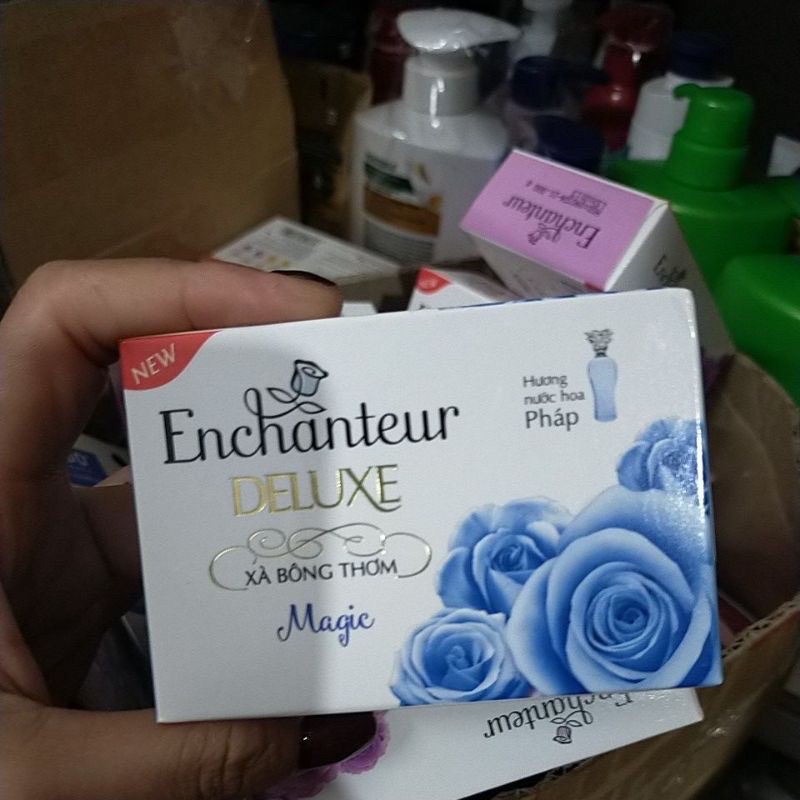 NEW
Enchanteur
DELUXE
XÀ BÔNG THƠM
Magic
Hương
nước hoa
Pháp
Enchanteur
Enchanteur